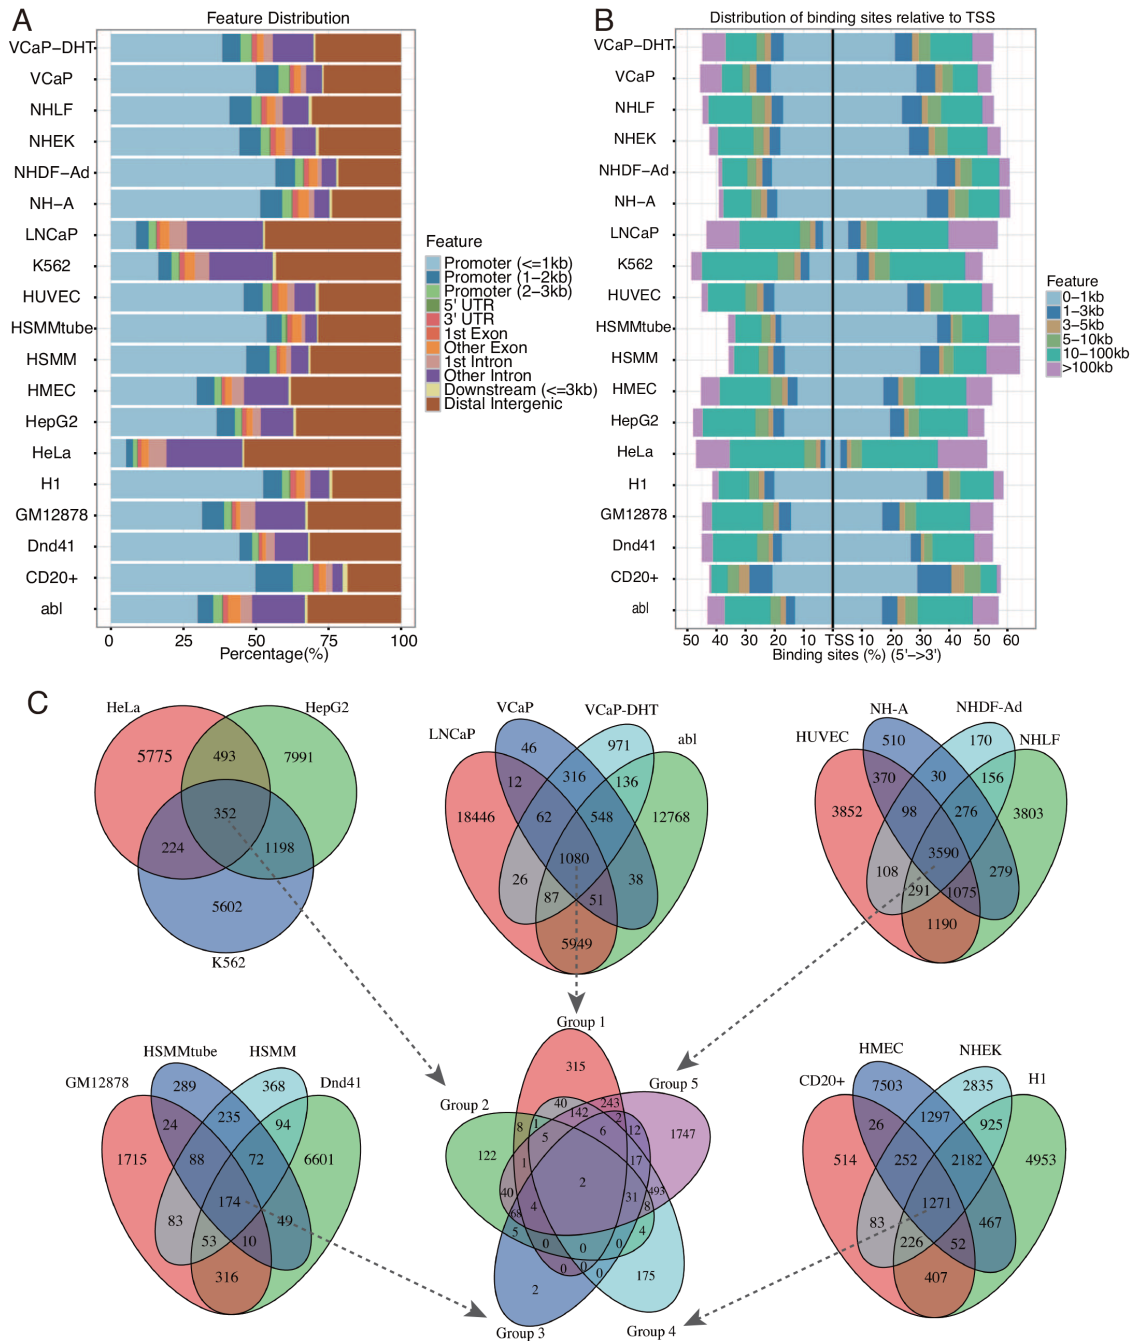 A
Feature Distribution
VCaP-DHT
VCaP
NHLF
NHEK
NHDF-Ad
NH-A
LNCaP
K562
HUVEC
HSMMtube
HSMM
HMEC
HepG2
HeLa
H1
GM12878
Dnd41
CD20+
abl
0 25 50 75 100
Percentage(%)
Feature
Promoter (<=1kb)
Promoter (1-2kb)
Promoter (2-3kb)
5' UTR
3' UTR
1st Exon
Other Exon
1st Intron
Other Intron
Downstream (<=3kb)
Distal Intergenic
B
Distribution of binding sites relative to TSS
VCaP-DHT
VCaP
NHLF
NHEK
NHDF-Ad
NH-A
LNCaP
K562
HUVEC
HSMMtube
HSMM
HMEC
HepG2
HeLa
H1
GM12878
Dnd41
CD20+
abl
50 40 30 20 10 TSS 10 20 30 40 50 60
Binding sites (%) (5'->3')
Feature
0-1kb
1-3kb
3-5kb
5-10kb
10-100kb
>100kb
C
HeLa HepG2
5775 493 7991
352
224 1198
5602
K562
VCaP VCaP-DHT
LNCaP abl
46 971
12 316 136
18446 62 548 12768
1080
26 87 51 38
5949
NH-A NHDF-Ad
HUVEC NHLF
510 170
370 30 156
3852 98 276 3803
3590
108 291 1075 279
1190
HSMMtube HSMM
GM12878 Dnd41
289 368
24 235 94
1715 88 72 6601
174
83 53 10 49
316
Group 1
Group 5
Group 2
315
40 142 243
8 1 2 12 1747
5 6
122 1 17
2
40 31 493
68 4 8
5 0 0 0 4
0 0 0
2 175
Group 3
Group 4
HMEC NHEK
CD20+ H1
7503 2835
26 1297 925
514 252 2182 4953
1271
83 226 52 467
407